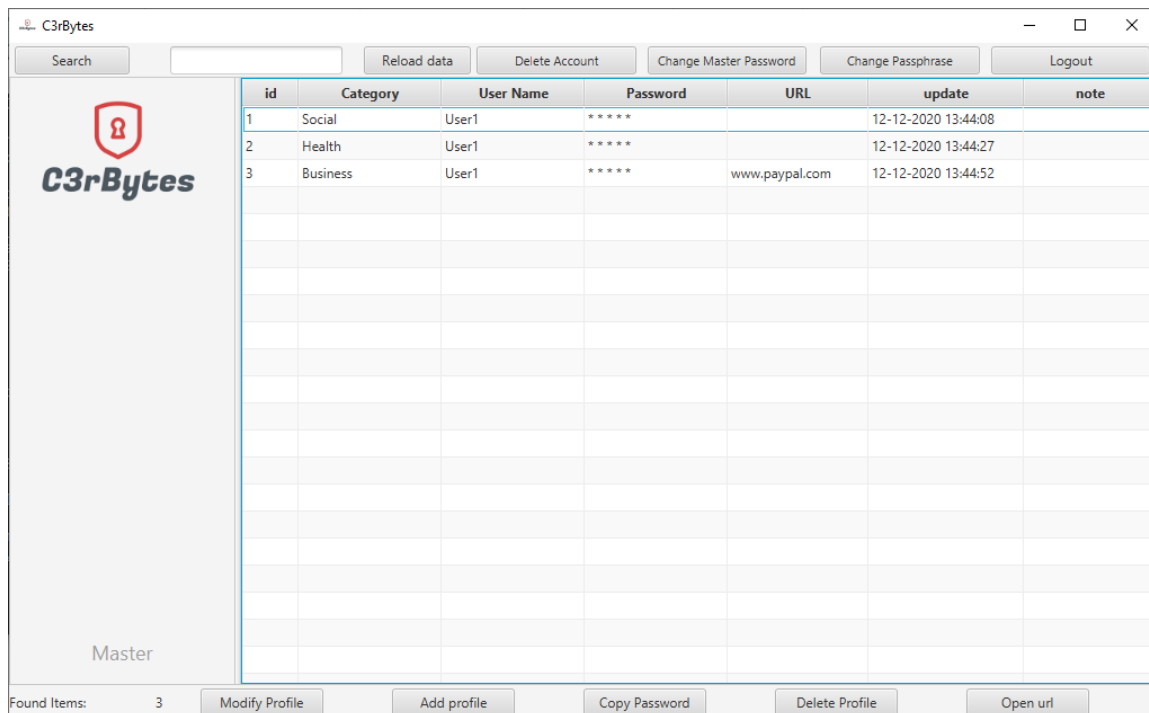 C3rBytes
Search Reload data Delete Account Change Master Password Change Passphrase Logout
C3rBytes
id Category User Name Password URL update note
1 Social User1 * * * * * 12-12-2020 13:44:08
2 Health User1 * * * * * 12-12-2020 13:44:27
3 Business User1 * * * * * www.paypal.com 12-12-2020 13:44:52
Master
Found Items: 3 Modify Profile Add profile Copy Password Delete Profile Open url